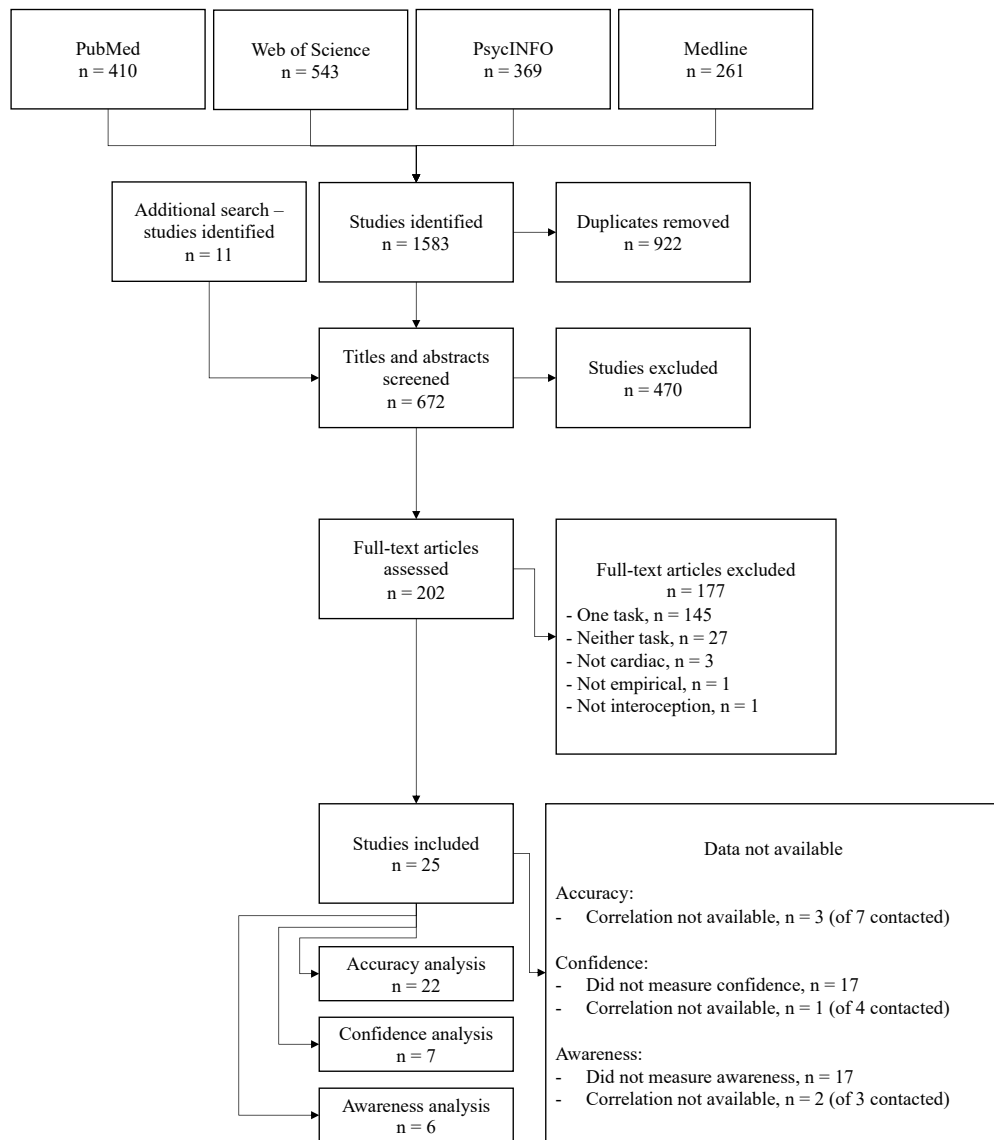 PubMed
n = 410
Web of Science
n = 543
PsycINFO
n = 369
Medline
n = 261
Additional search –
studies identified
n = 11
Studies identified
n = 1583
Duplicates removed
n = 922
Titles and abstracts
screened
n = 672
Studies excluded
n = 470
Full-text articles
assessed
n = 202
Full-text articles excluded
n = 177
- One task, n = 145
- Neither task, n = 27
- Not cardiac, n = 3
- Not empirical, n = 1
- Not interoception, n = 1
Studies included
n = 25
Data not available
Accuracy:
- Correlation not available, n = 3 (of 7 contacted)
Confidence:
- Did not measure confidence, n = 17
- Correlation not available, n = 1 (of 4 contacted)
Awareness:
- Did not measure awareness, n = 17
- Correlation not available, n = 2 (of 3 contacted)
Accuracy analysis
n = 22
Confidence analysis
n = 7
Awareness analysis
n = 6